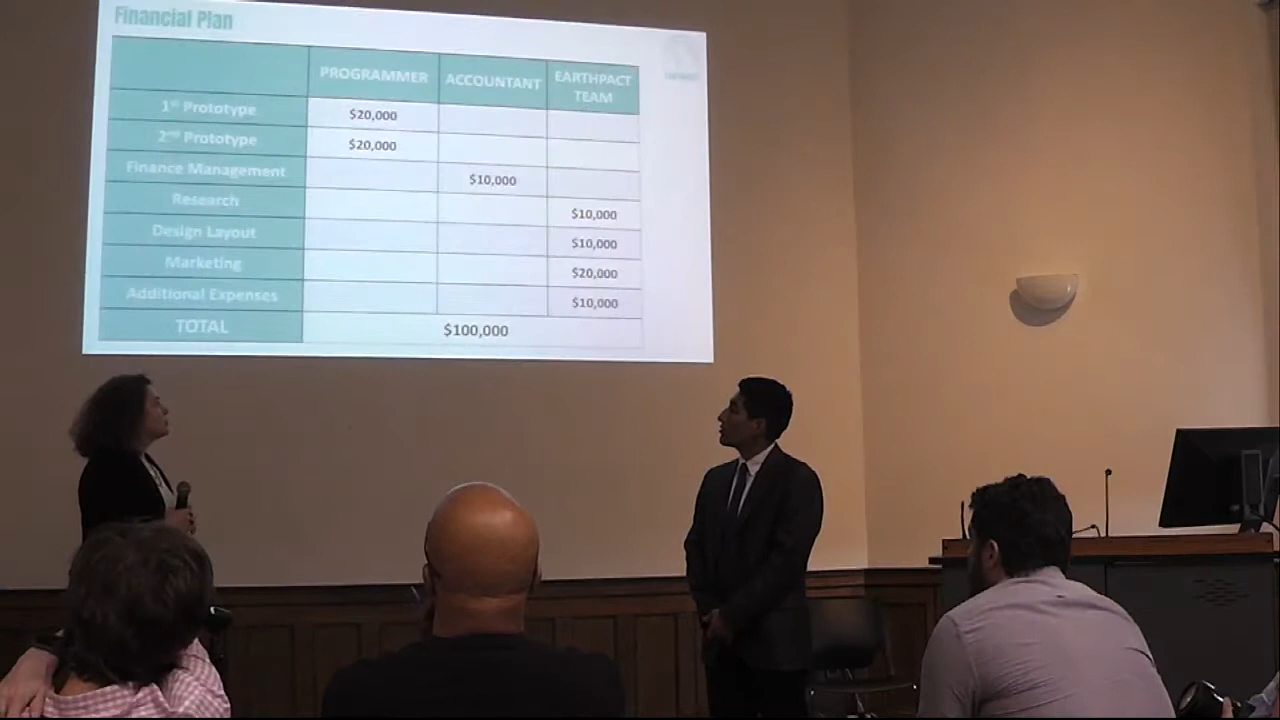 Financial Plan
PROGRAMMER ACCOUNTANT EARTHPACT TEAM
1st Prototype $20,000
2nd Prototype $20,000
Finance Management $10,000
Research $10,000
Design Layout $10,000
Marketing $20,000
Additional Expenses $10,000
TOTAL $100,000